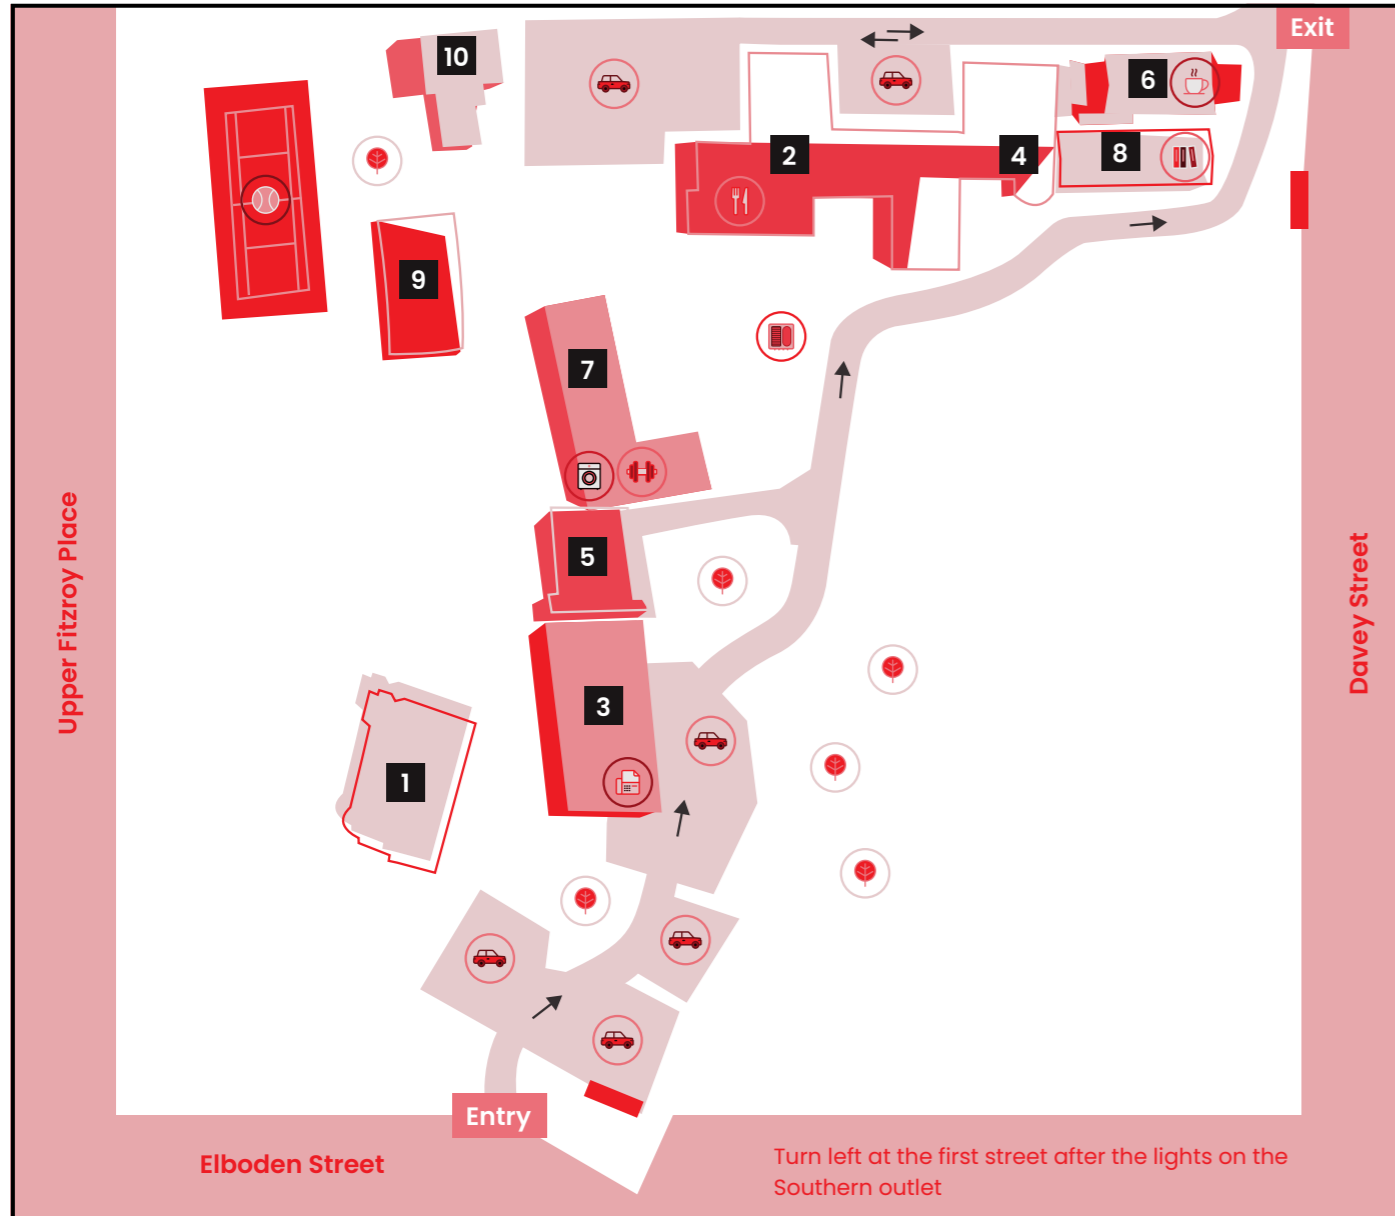 Exit
10
2
4
6
8
9
7
5
3
1
Upper Fitzroy Place
Davey Street
Entry
Elboden Street
Turn left at the first street after the lights on the
Southern outlet